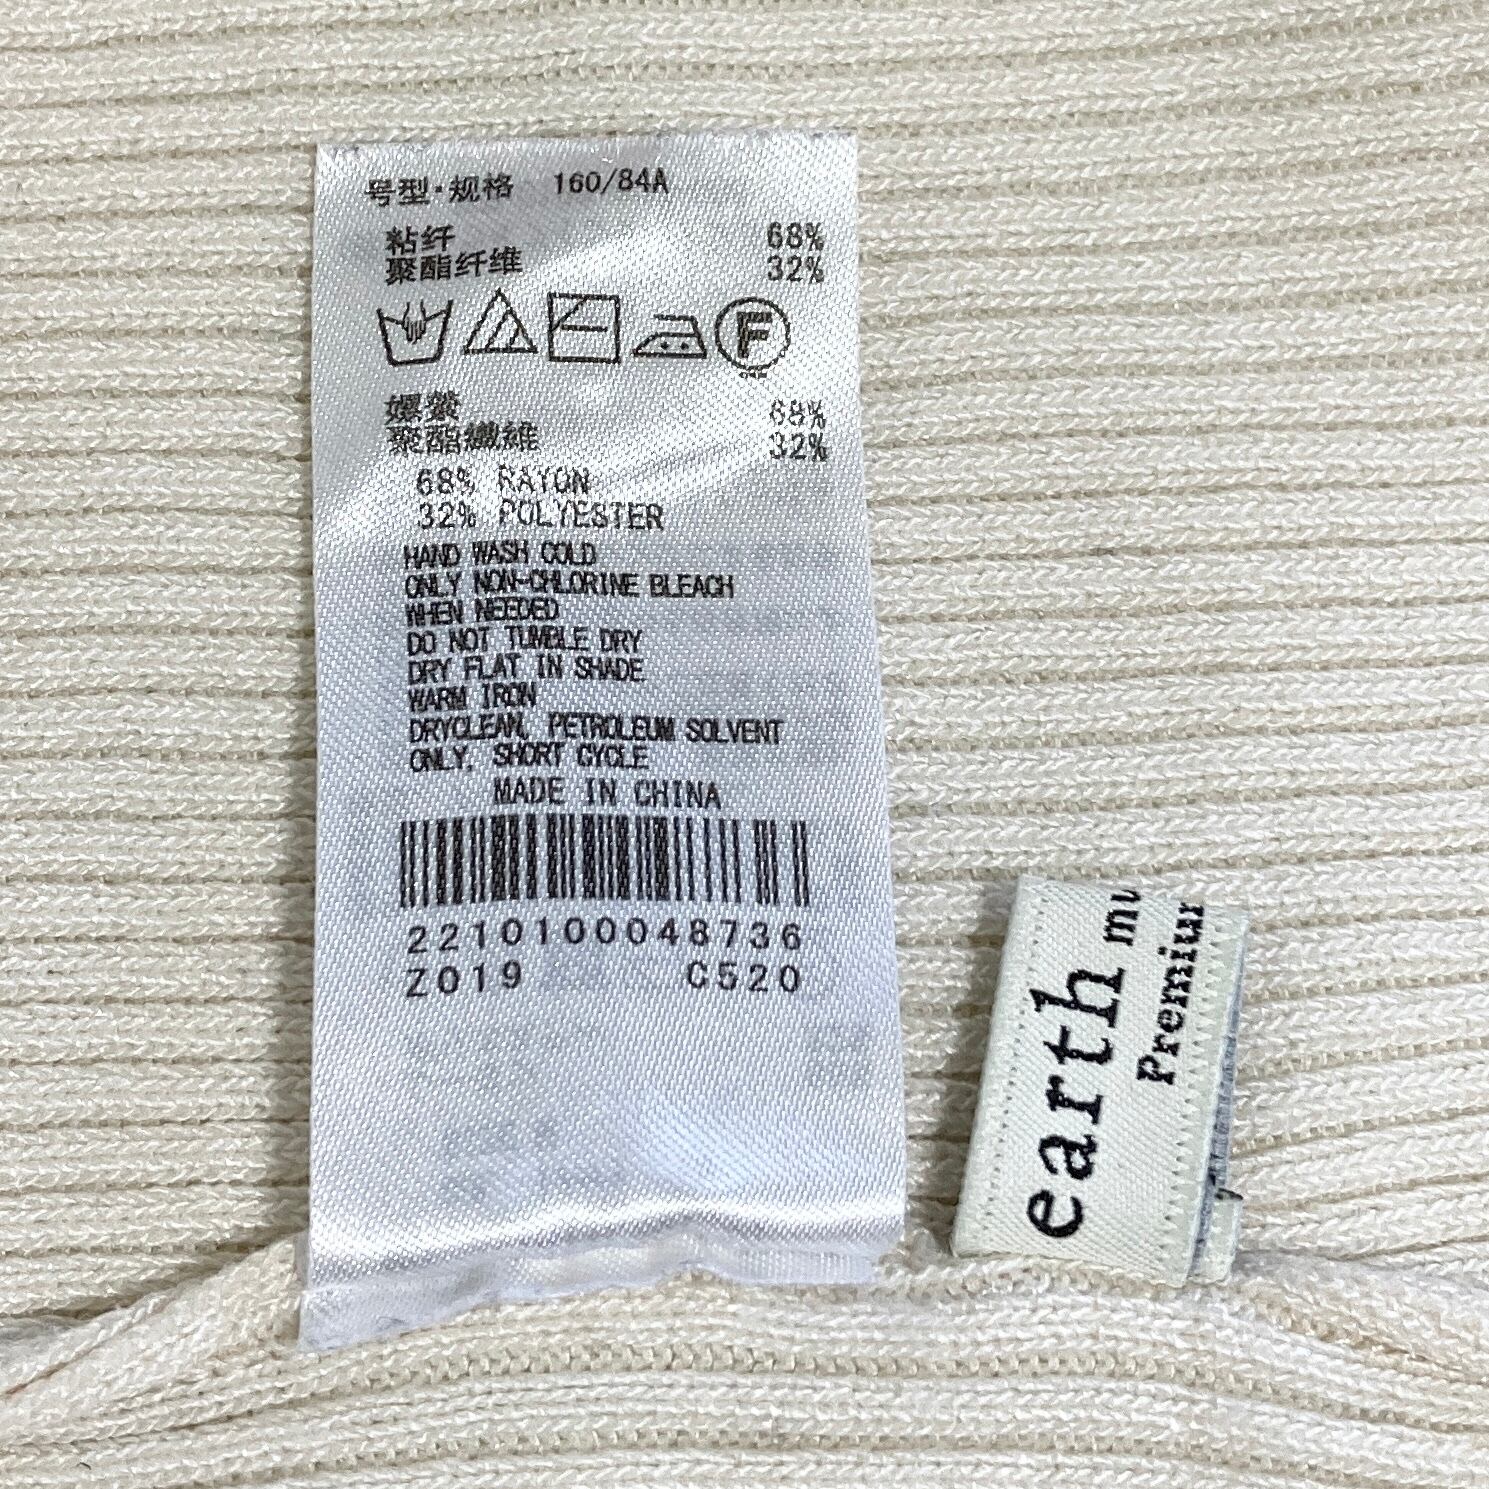 号型·规格 160/84A
粘纤 68%
聚酯纤维 32%
F
嫘縈 68%
聚酯纖維 32%
68% RAYON
32% POLYESTER
HAND WASH COLD
ONLY NON-CHLORINE BLEACH
WHEN NEEDED
DO NOT TUMBLE DRY
DRY FLAT IN SHADE
WARM IRON
DRYCLEAN, PETROLEUM SOLVENT
ONLY, SHORT CYCLE
MADE IN CHINA
2210100048736
Z019 C520
earth mu
Premiu